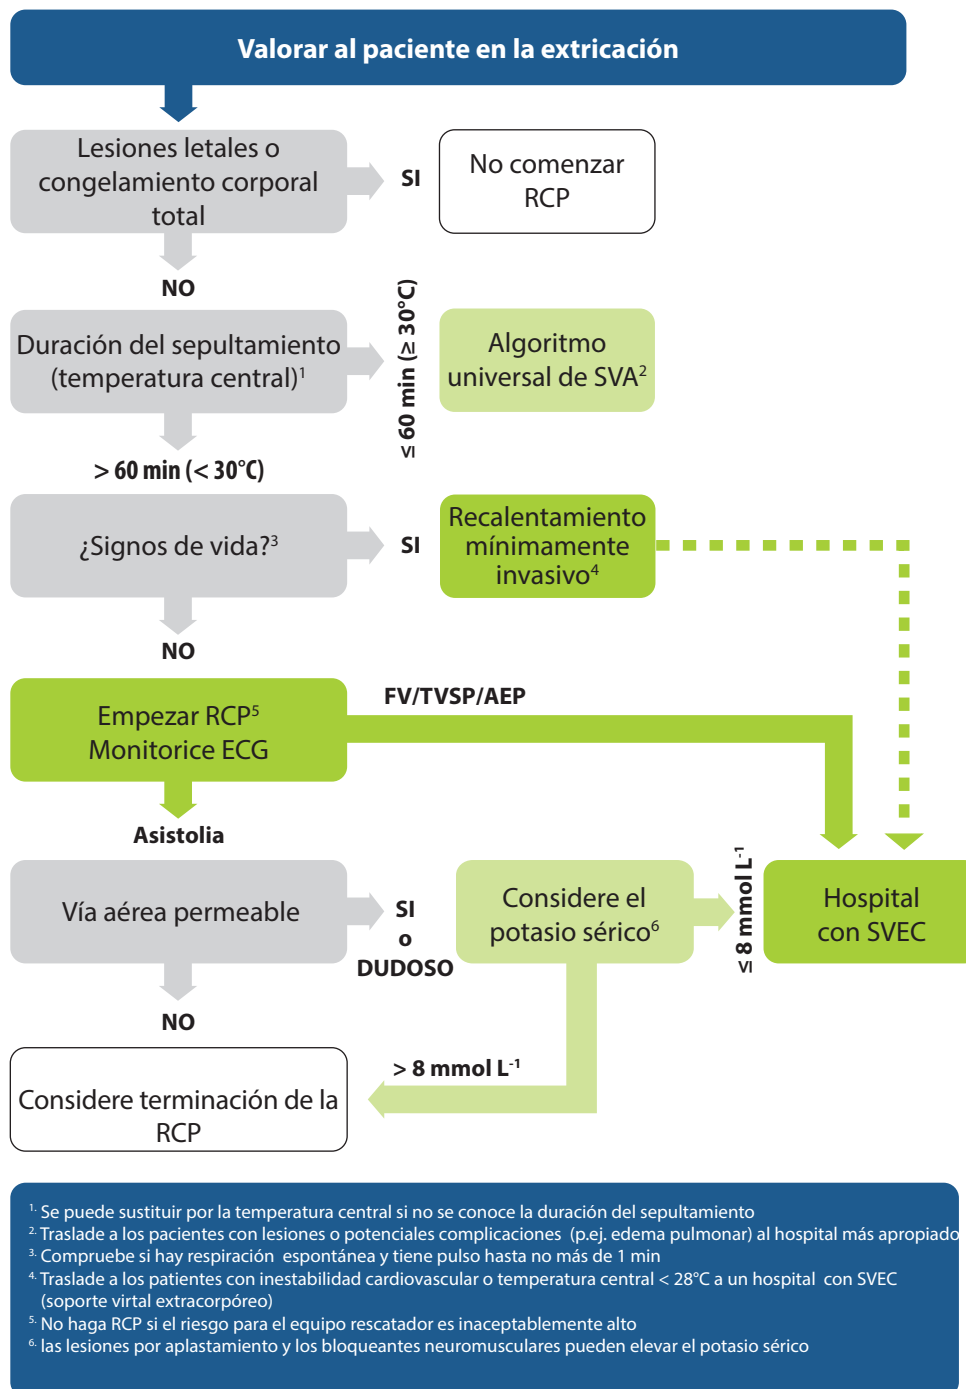 Valorar al paciente en la extricación
Lesiones letales o
congelamiento corporal
total
SI
No comenzar
RCP
NO
Duración del sepultamiento
(temperatura central)¹
≤ 60 min (≥ 30°C)
Algoritmo
universal de SVA²
> 60 min (< 30°C)
¿Signos de vida?³
SI
Recalentamiento
mínimamente
invasivo⁴
NO
Empezar RCP⁵
Monitorice ECG
FV/TVSP/AEP
Asistolia
Vía aérea permeable
SI
o
DUDOSO
Considere el
potasio sérico⁶
≤ 8 mmol L⁻¹
Hospital
con SVEC
NO
> 8 mmol L⁻¹
Considere terminación de la
RCP
¹· Se puede sustituir por la temperatura central si no se conoce la duración del sepultamiento
²· Traslade a los pacientes con lesiones o potenciales complicaciones (p.ej. edema pulmonar) al hospital más apropiado
³· Compruebe si hay respiración espontánea y tiene pulso hasta no más de 1 min
⁴· Traslade a los patientes con inestabilidad cardiovascular o temperatura central < 28°C a un hospital con SVEC
(soporte virtal extracorpóreo)
⁵· No haga RCP si el riesgo para el equipo rescatador es inaceptablemente alto
⁶· las lesiones por aplastamiento y los bloqueantes neuromusculares pueden elevar el potasio sérico